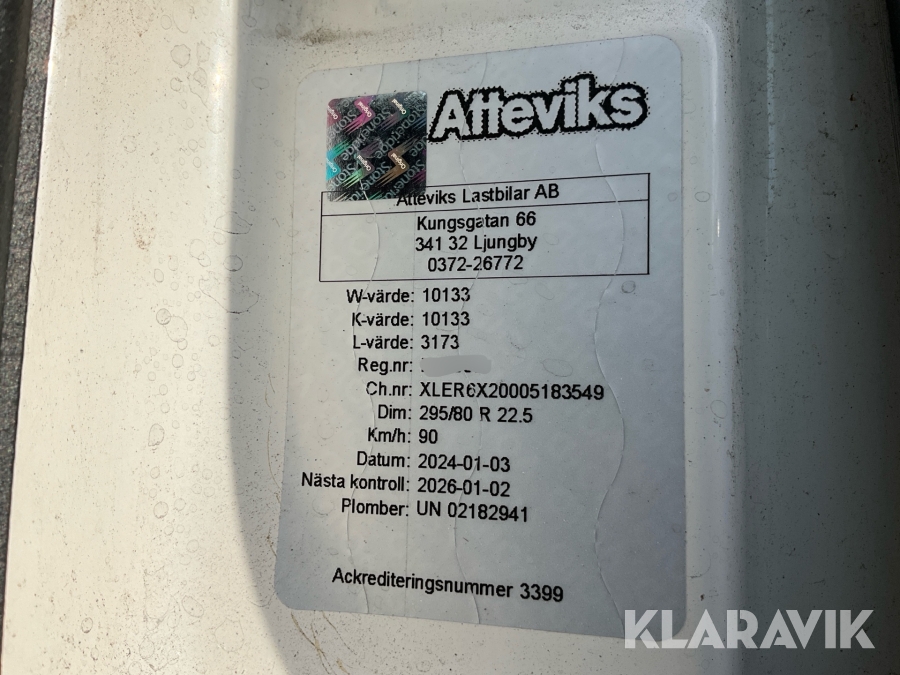 Atteviks
Stoneridge
Atteviks Lastbilar AB
Kungsgatan 66
341 32 Ljungby
0372-26772
W-värde: 10133
K-värde: 10133
L-värde: 3173
Reg.nr:
Ch.nr: XLER6X20005183549
Dim: 295/80 R 22.5
Km/h: 90
Datum: 2024-01-03
Nästa kontroll: 2026-01-02
Plomber: UN 02182941
Ackrediteringsnummer 3399
KLARAVIK